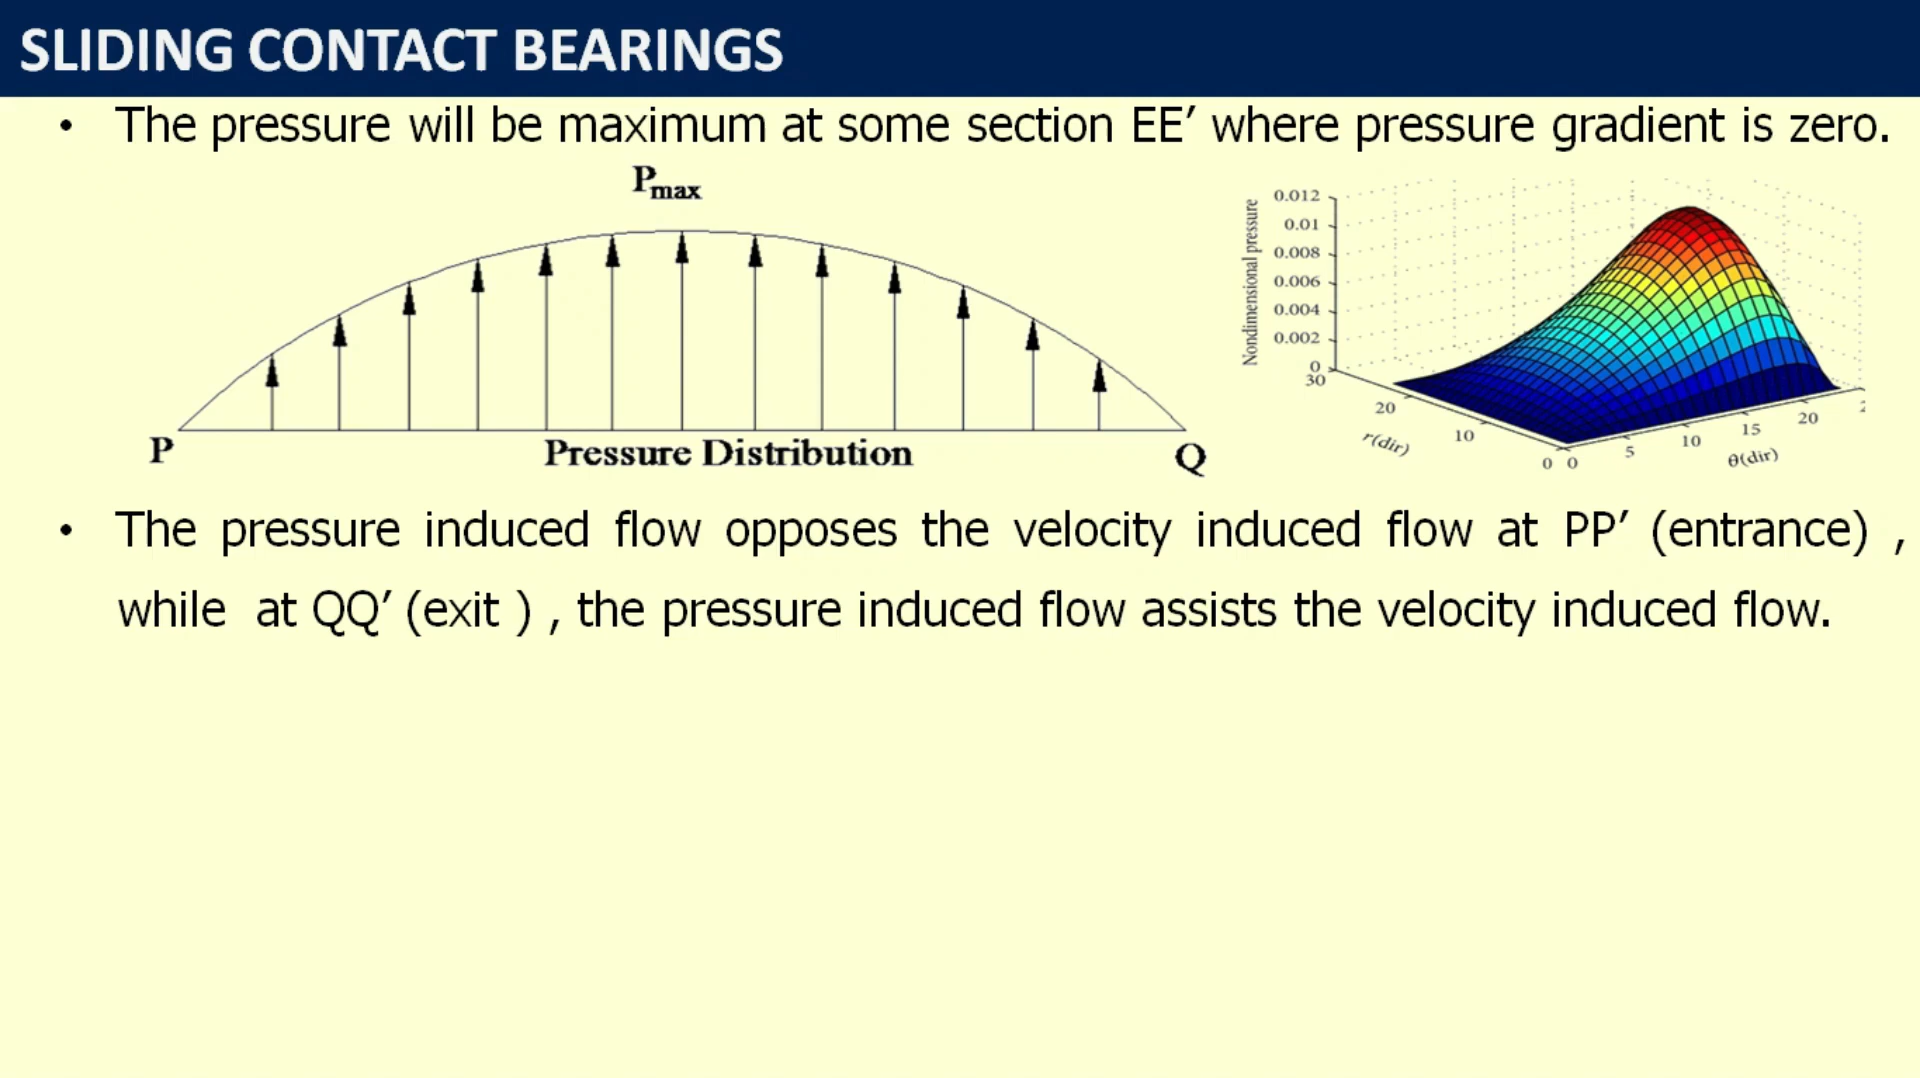 SLIDING CONTACT BEARINGS
• The pressure will be maximum at some section EE′ where pressure gradient is zero.
Pmax
P
Pressure Distribution
Q
Nondimensional pressure
0.012
0.01
0.008
0.006
0.004
0.002
0
30
20
10
0
r(dir)
0
5
10
15
20
θ(dir)
• The pressure induced flow opposes the velocity induced flow at PP′ (entrance) ,
while at QQ′ (exit ) , the pressure induced flow assists the velocity induced flow.